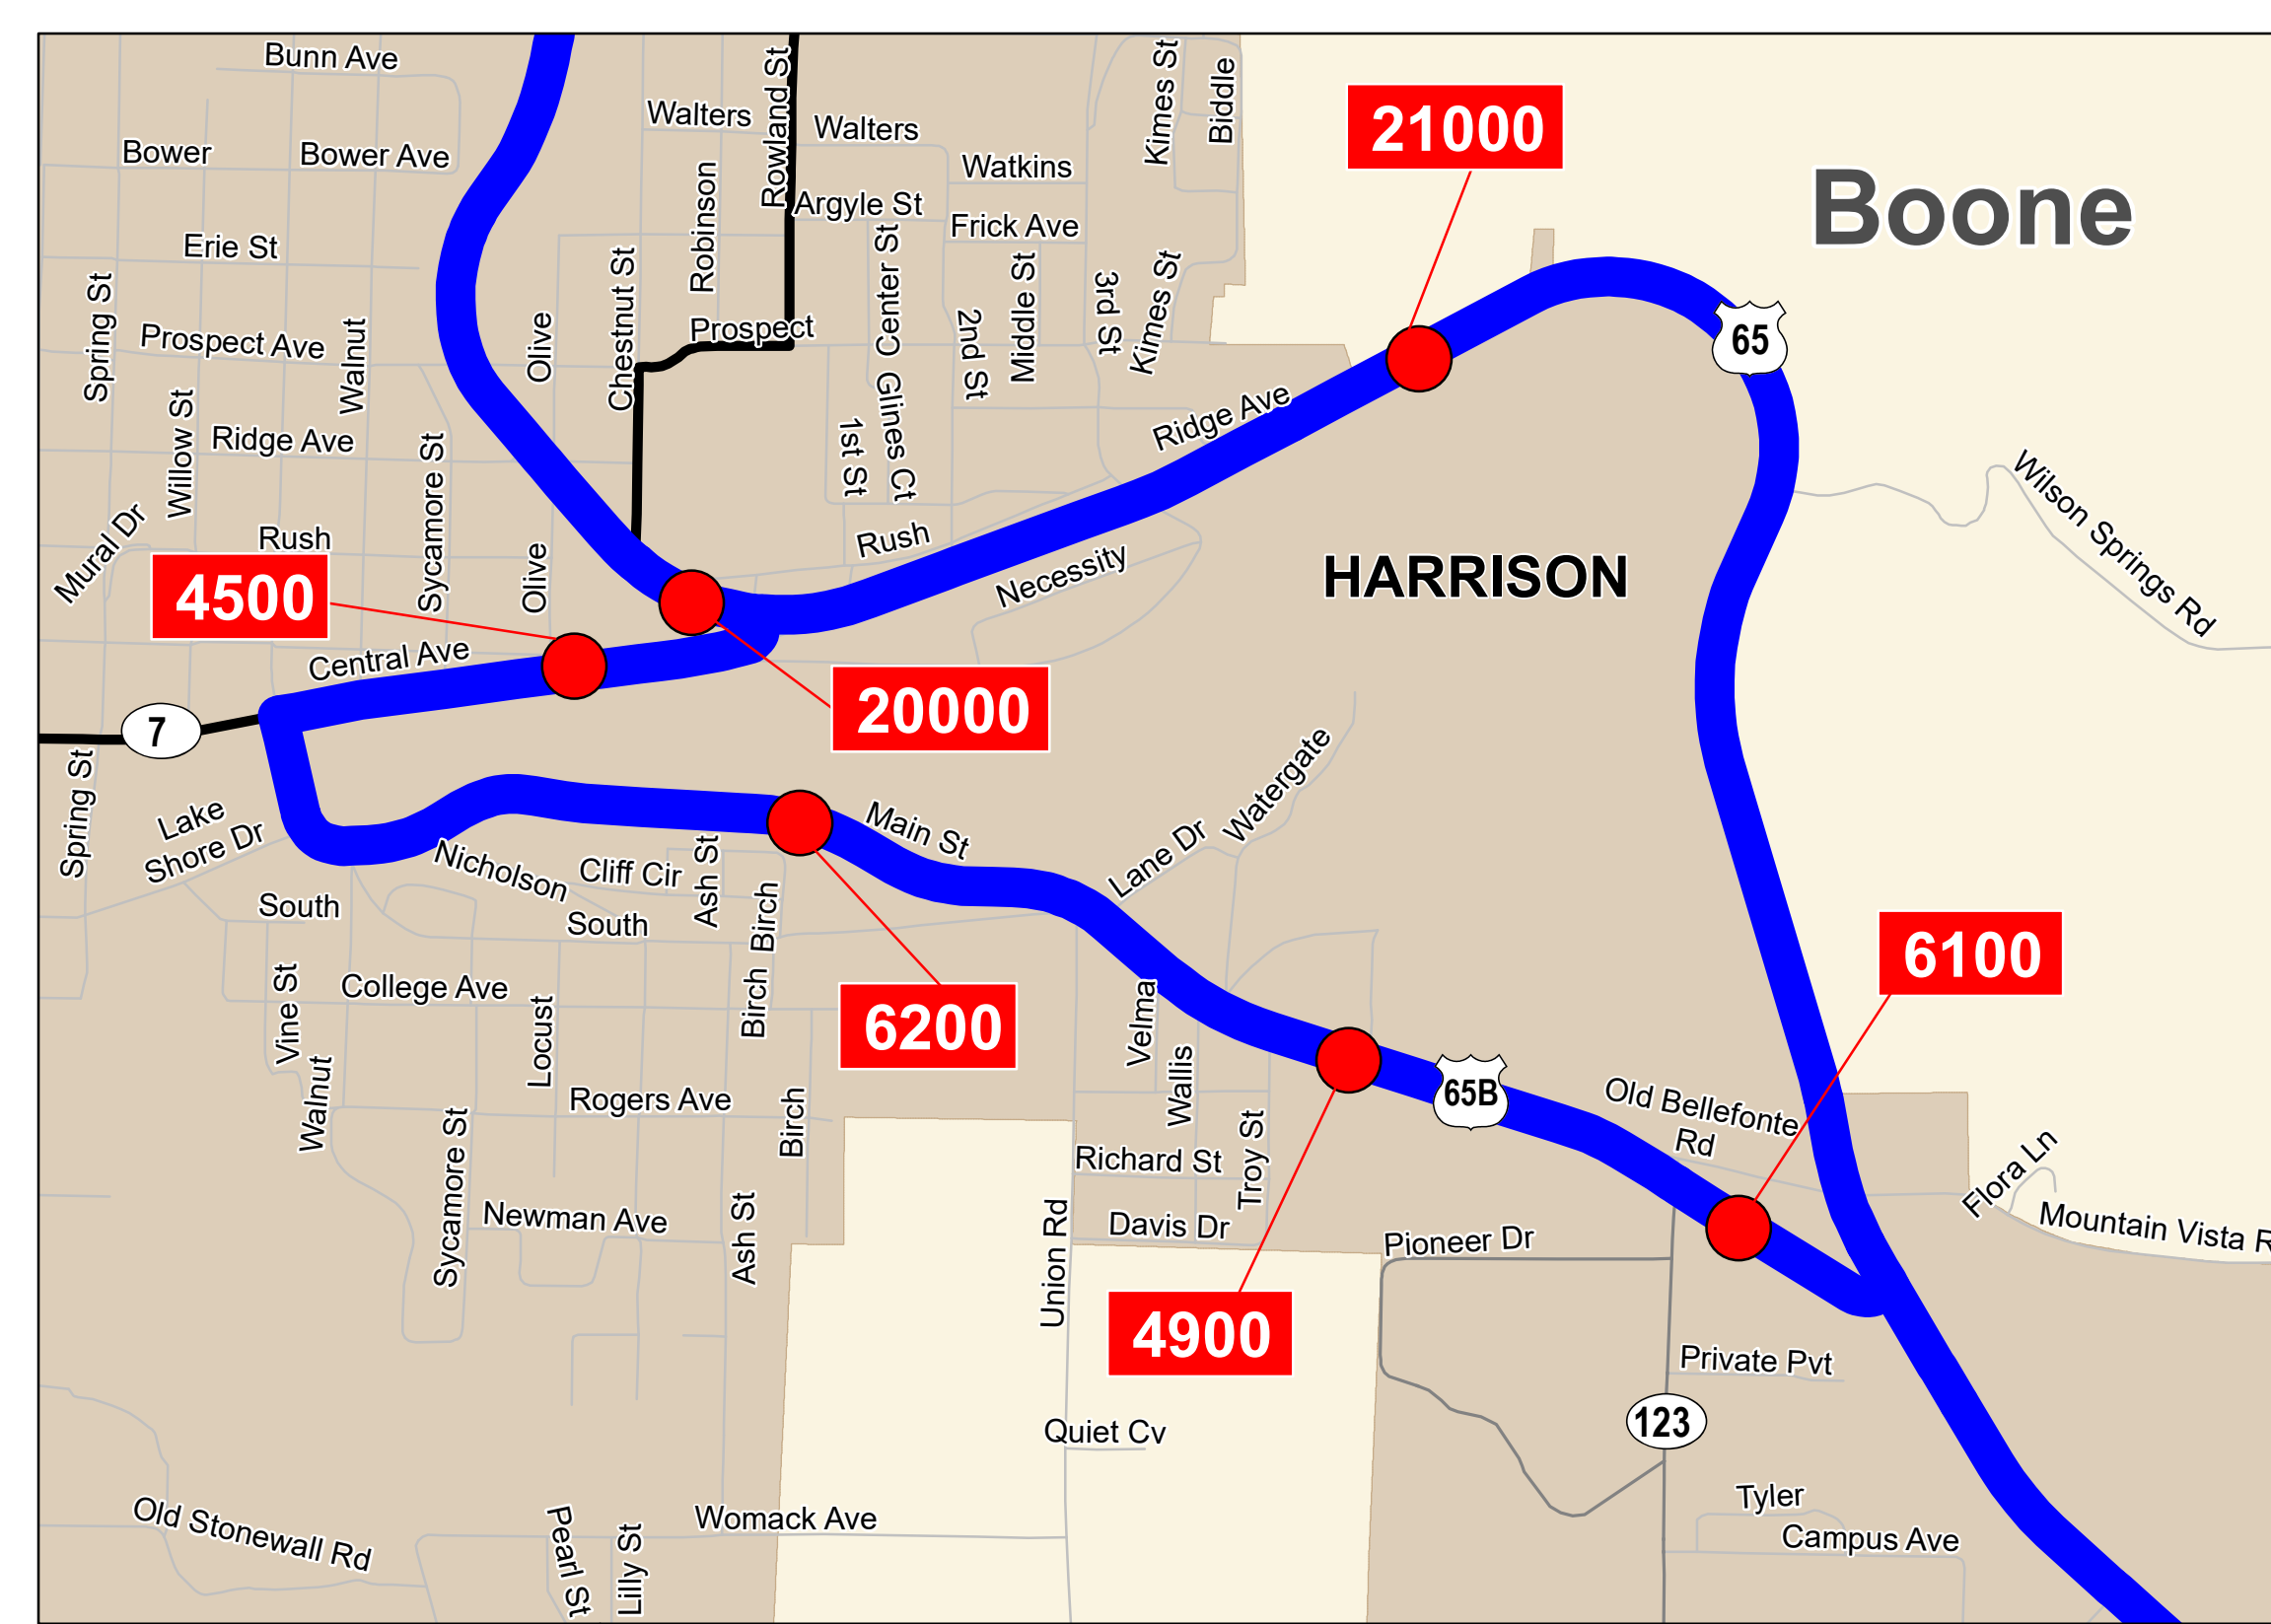 Bunn Ave
Kimes St
Biddle
Rowland St
Walters
Walters
21000
Bower
Bower Ave
Watkins
Boone
Robinson
Argyle St
Frick Ave
Erie St
Center St
Chestnut St
Middle St
3rd St
Kimes St
Spring St
Prospect Ave
Walnut
Olive
Prospect
2nd St
65
Willow St
Ridge Ave
Sycamore St
1st St
Glines Ct
Ridge Ave
Wilson Springs Rd
Mural Dr
Rush
Olive
Rush
Necessity
HARRISON
4500
Central Ave
20000
7
Spring St
Lake
Shore Dr
Nicholson
Cliff Cir
Ash St
Main St
Lane Dr
Watergate
South
South
Birch
6100
Vine St
College Ave
Locust
Birch
6200
Velma
Walnut
Rogers Ave
Birch
Wallis
65B
Old Bellefonte
Rd
Sycamore St
Richard St
Troy St
Flora Ln
Newman Ave
Ash St
Union Rd
Davis Dr
Pioneer Dr
Mountain Vista R
4900
Private Pvt
Quiet Cv
123
Old Stonewall Rd
Pearl St
Lilly St
Womack Ave
Tyler
Campus Ave